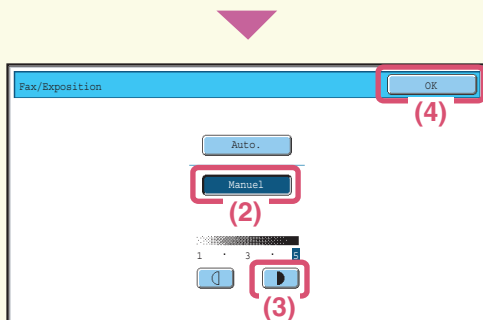 Fax/Exposition
OK
(4)
Auto.
Manuel
(2)
1 · 3 · 5
(3)